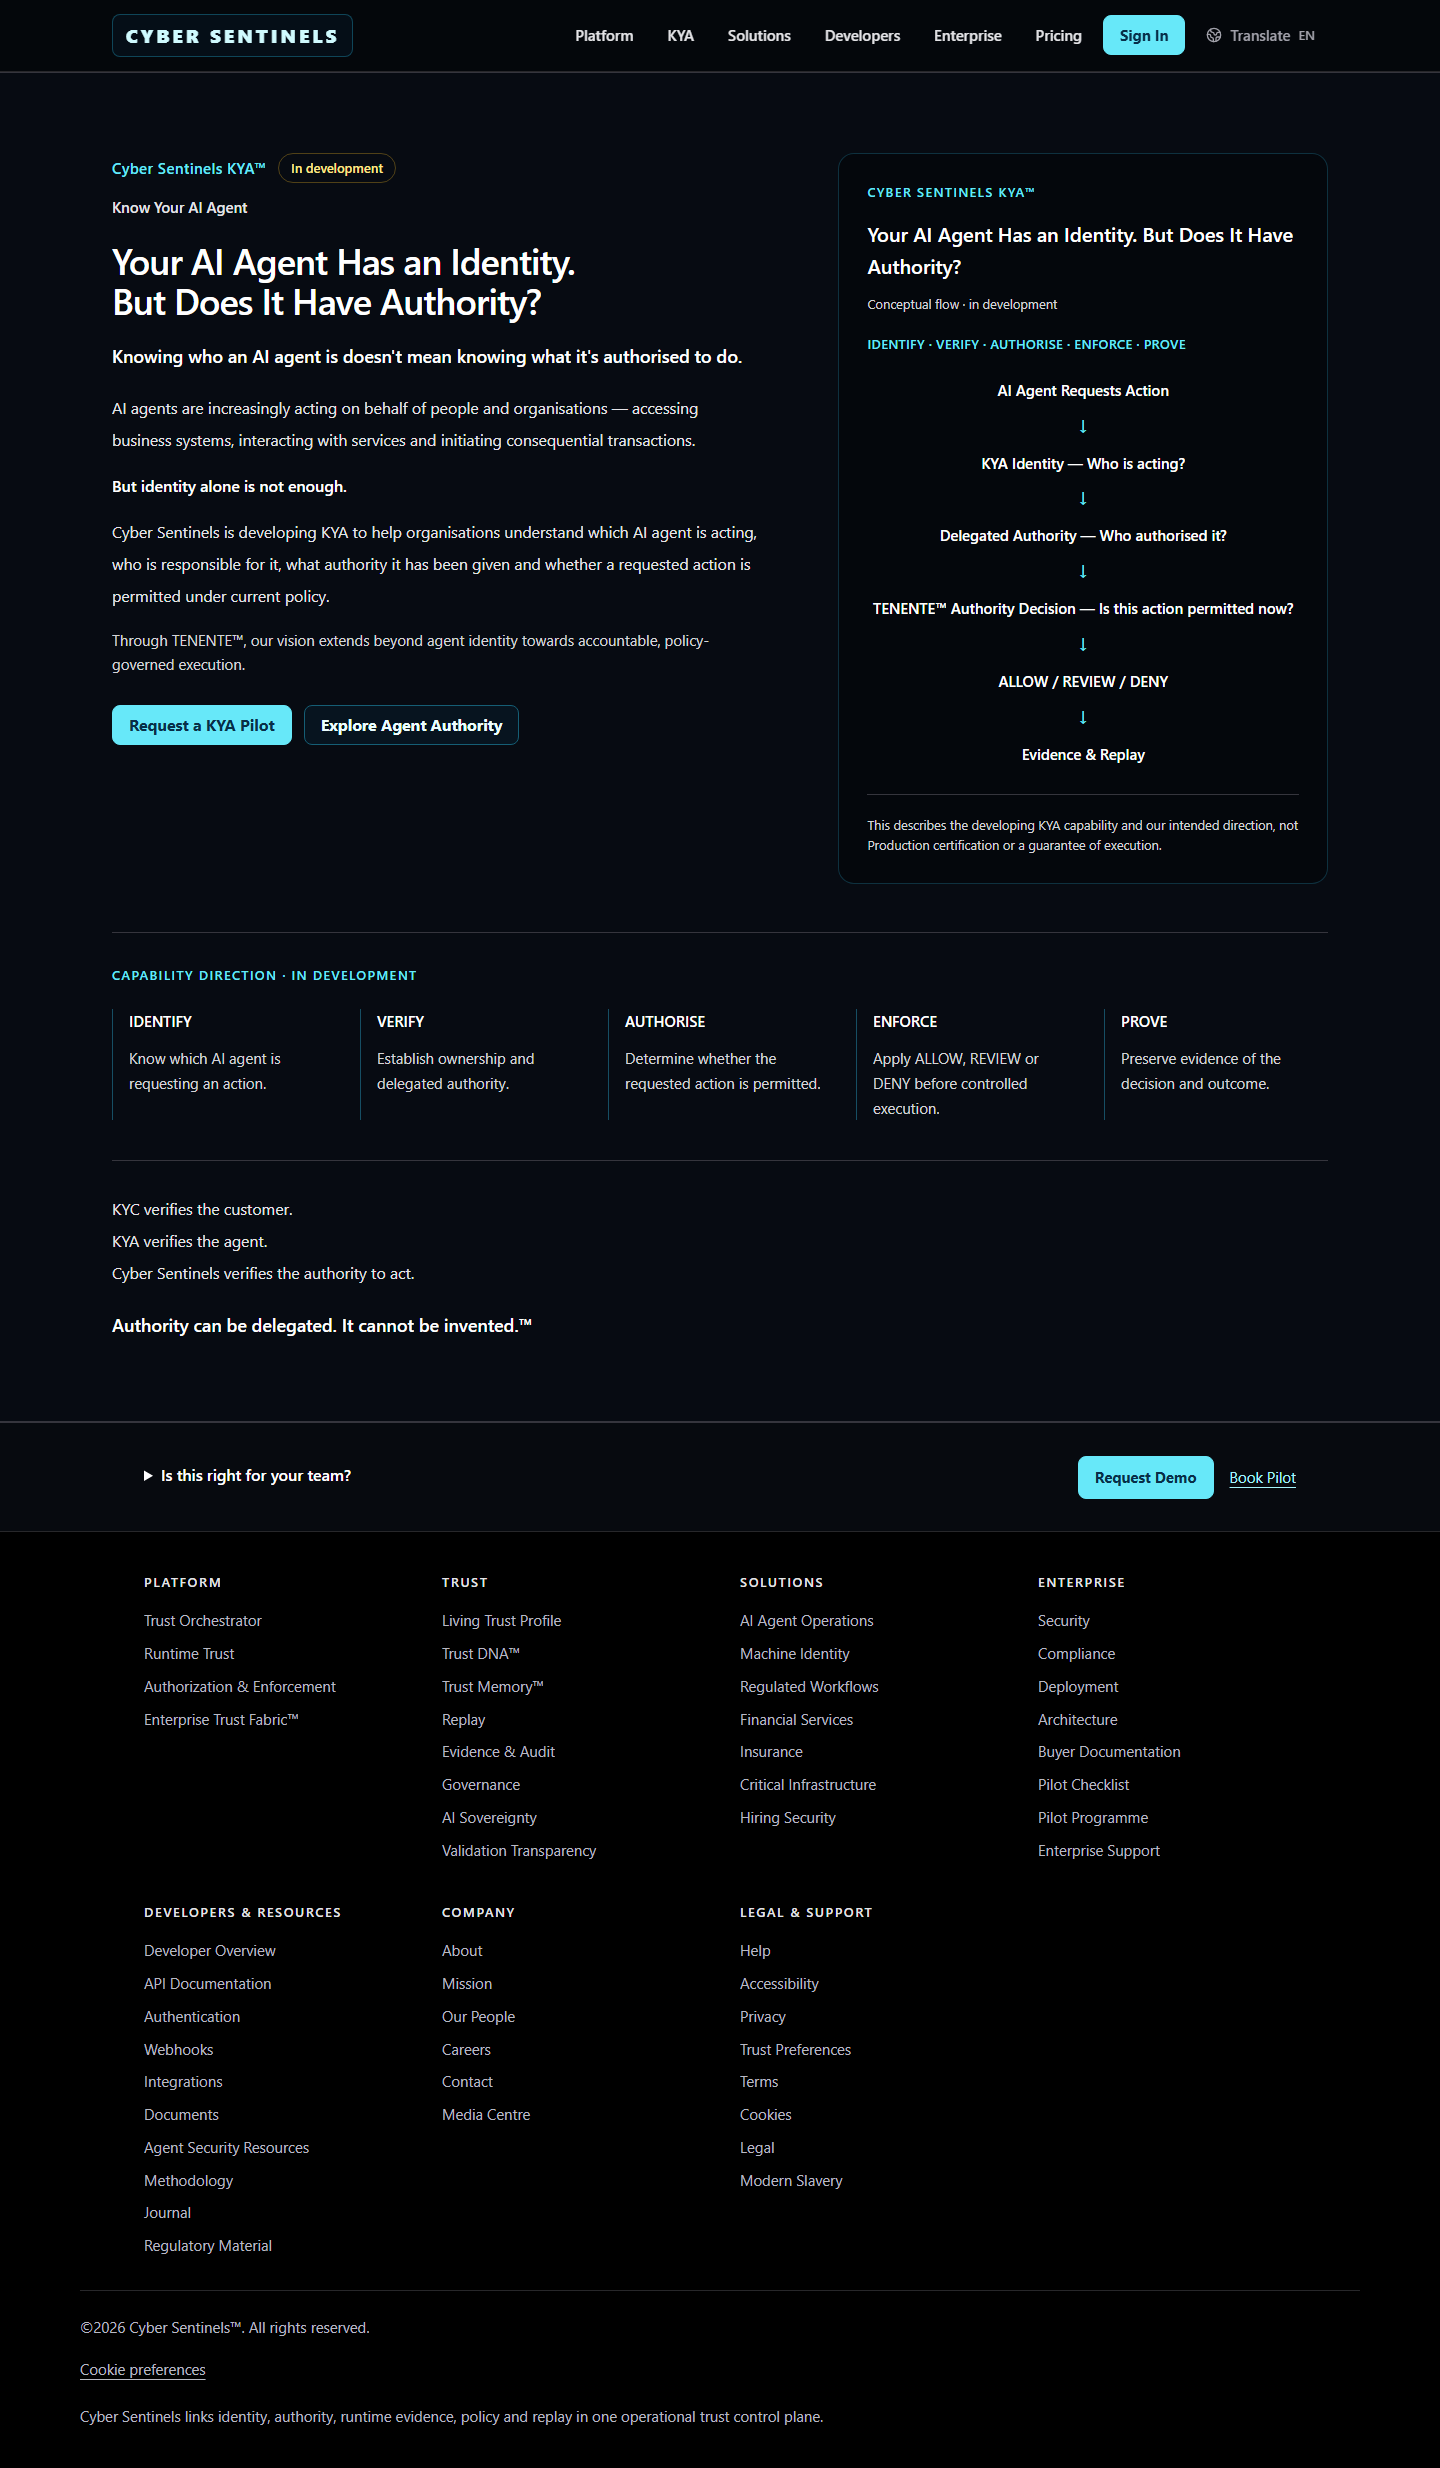 CYBER SENTINELS
Platform
KYA
Solutions
Developers
Enterprise
Pricing
Sign In
Translate EN
Cyber Sentinels KYA™
In development
Know Your AI Agent
Your AI Agent Has an Identity.
But Does It Have Authority?
Knowing who an AI agent is doesn't mean knowing what it's authorised to do.
AI agents are increasingly acting on behalf of people and organisations — accessing
business systems, interacting with services and initiating consequential transactions.
But identity alone is not enough.
Cyber Sentinels is developing KYA to help organisations understand which AI agent is acting,
who is responsible for it, what authority it has been given and whether a requested action is
permitted under current policy.
Through TENENTE™, our vision extends beyond agent identity towards accountable, policy-
governed execution.
Request a KYA Pilot
Explore Agent Authority
CYBER SENTINELS KYA™
Your AI Agent Has an Identity. But Does It Have
Authority?
Conceptual flow · in development
IDENTIFY · VERIFY · AUTHORISE · ENFORCE · PROVE
AI Agent Requests Action
↓
KYA Identity — Who is acting?
↓
Delegated Authority — Who authorised it?
↓
TENENTE™ Authority Decision — Is this action permitted now?
↓
ALLOW / REVIEW / DENY
↓
Evidence & Replay
This describes the developing KYA capability and our intended direction, not
Production certification or a guarantee of execution.
CAPABILITY DIRECTION · IN DEVELOPMENT
IDENTIFY
Know which AI agent is
requesting an action.
VERIFY
Establish ownership and
delegated authority.
AUTHORISE
Determine whether the
requested action is permitted.
ENFORCE
Apply ALLOW, REVIEW or
DENY before controlled
execution.
PROVE
Preserve evidence of the
decision and outcome.
KYC verifies the customer.
KYA verifies the agent.
Cyber Sentinels verifies the authority to act.
Authority can be delegated. It cannot be invented.™
Is this right for your team?
Request Demo
Book Pilot
PLATFORM
Trust Orchestrator
Runtime Trust
Authorization & Enforcement
Enterprise Trust Fabric™
TRUST
Living Trust Profile
Trust DNA™
Trust Memory™
Replay
Evidence & Audit
Governance
AI Sovereignty
Validation Transparency
SOLUTIONS
AI Agent Operations
Machine Identity
Regulated Workflows
Financial Services
Insurance
Critical Infrastructure
Hiring Security
ENTERPRISE
Security
Compliance
Deployment
Architecture
Buyer Documentation
Pilot Checklist
Pilot Programme
Enterprise Support
DEVELOPERS & RESOURCES
Developer Overview
API Documentation
Authentication
Webhooks
Integrations
Documents
Agent Security Resources
Methodology
Journal
Regulatory Material
COMPANY
About
Mission
Our People
Careers
Contact
Media Centre
LEGAL & SUPPORT
Help
Accessibility
Privacy
Trust Preferences
Terms
Cookies
Legal
Modern Slavery
©2026 Cyber Sentinels™. All rights reserved.
Cookie preferences
Cyber Sentinels links identity, authority, runtime evidence, policy and replay in one operational trust control plane.